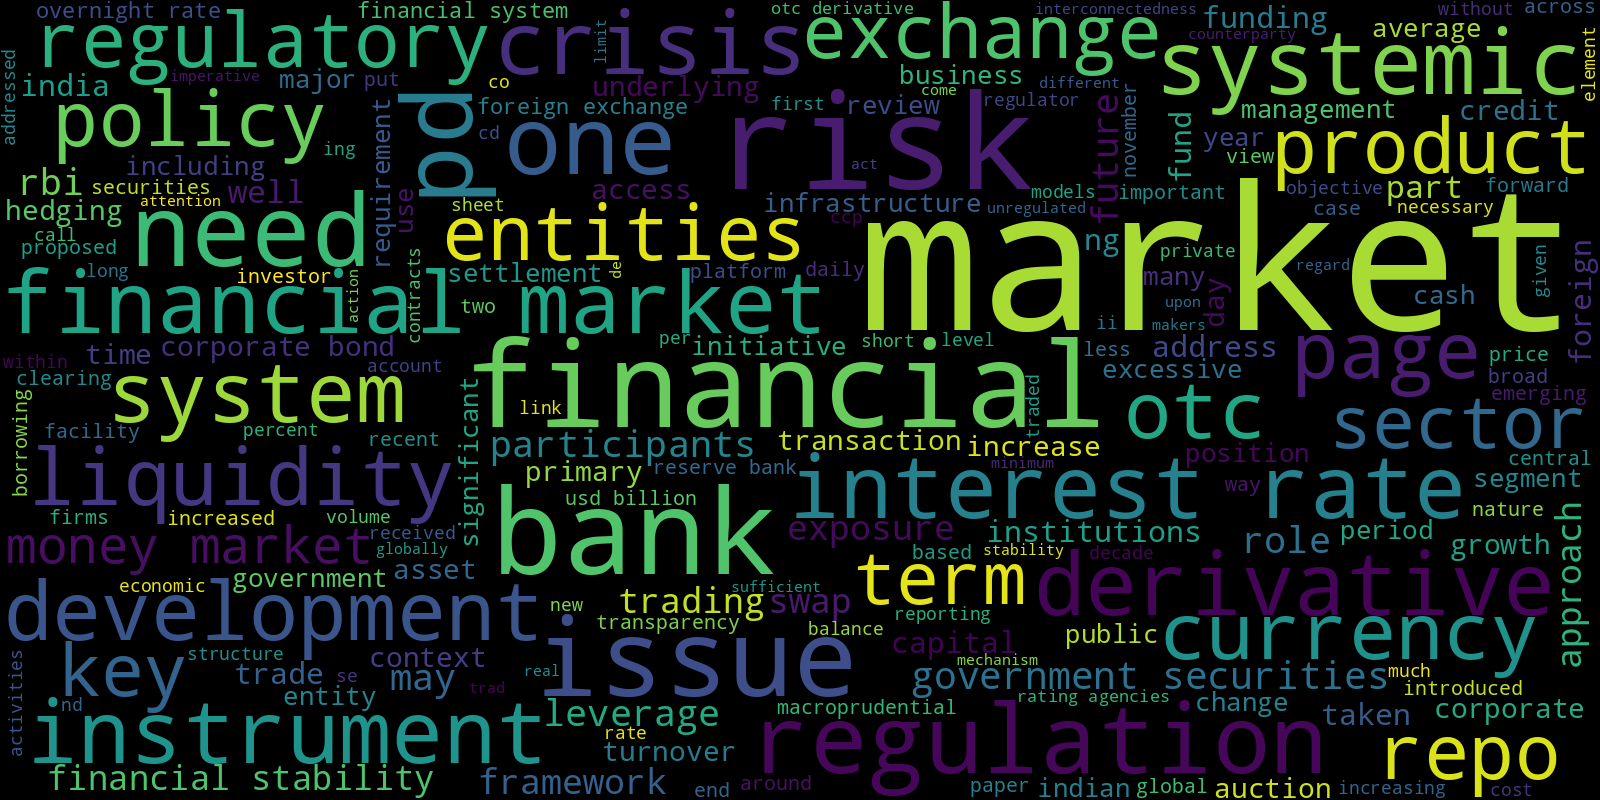 overnight rate
financial system
otc derivative
interconnectedness
without
across
regulatory
crisis
limit
exchange
funding
counterparty
average
systemic
element
addressed
india
imperative
major
put
co
underlying
business
come
different
management
credit
policy
ing
requirement
pd
foreign exchange
cd
one
first
review
regulator
risk
act
future
november
fund
year
view
product
including
rbi
securities
attention
well
use
access
infrastructure
unregulated
models
important
objective
part
forward
case
necessary
hedging
call
proposed
need
sheet
entities
ccp
market
ng
private
many
regard
given
foreign
long
investor
action
contracts
settlement
de
platform
daily
two
financial market
upon
day
cash
ii
makers
within
time
corporate bond
account
per
initiative
short
level
less
address
excessive
page
price
broad
emerging
clearing
system
significant
financial
link
traded
otc
sector
borrowing
facility
percent
recent
participants
transaction
increase
position
central
liquidity
primary
reserve bank
minimum
interest rate
way
segment
usd billion
bank
firms
increased
volume
received
globally
exposure
institutions
role
period
nature
growth
approach
money market
asset
based
stability
decade
economic
government
sufficient
term
derivative
development
new
trading
swap
transparency
reporting
balance
issue
capital
public
currency
mechanism
activities
key
structure
trade
se
context
may
trad
real
entity
government securities
much
introduced
nd
instrument
leverage
rate
turnover
macroprudential
rating agencies
change
taken
corporate
regulation
repo
financial stability
framework
end
around
paper
indian
global
auction
increasing
cost